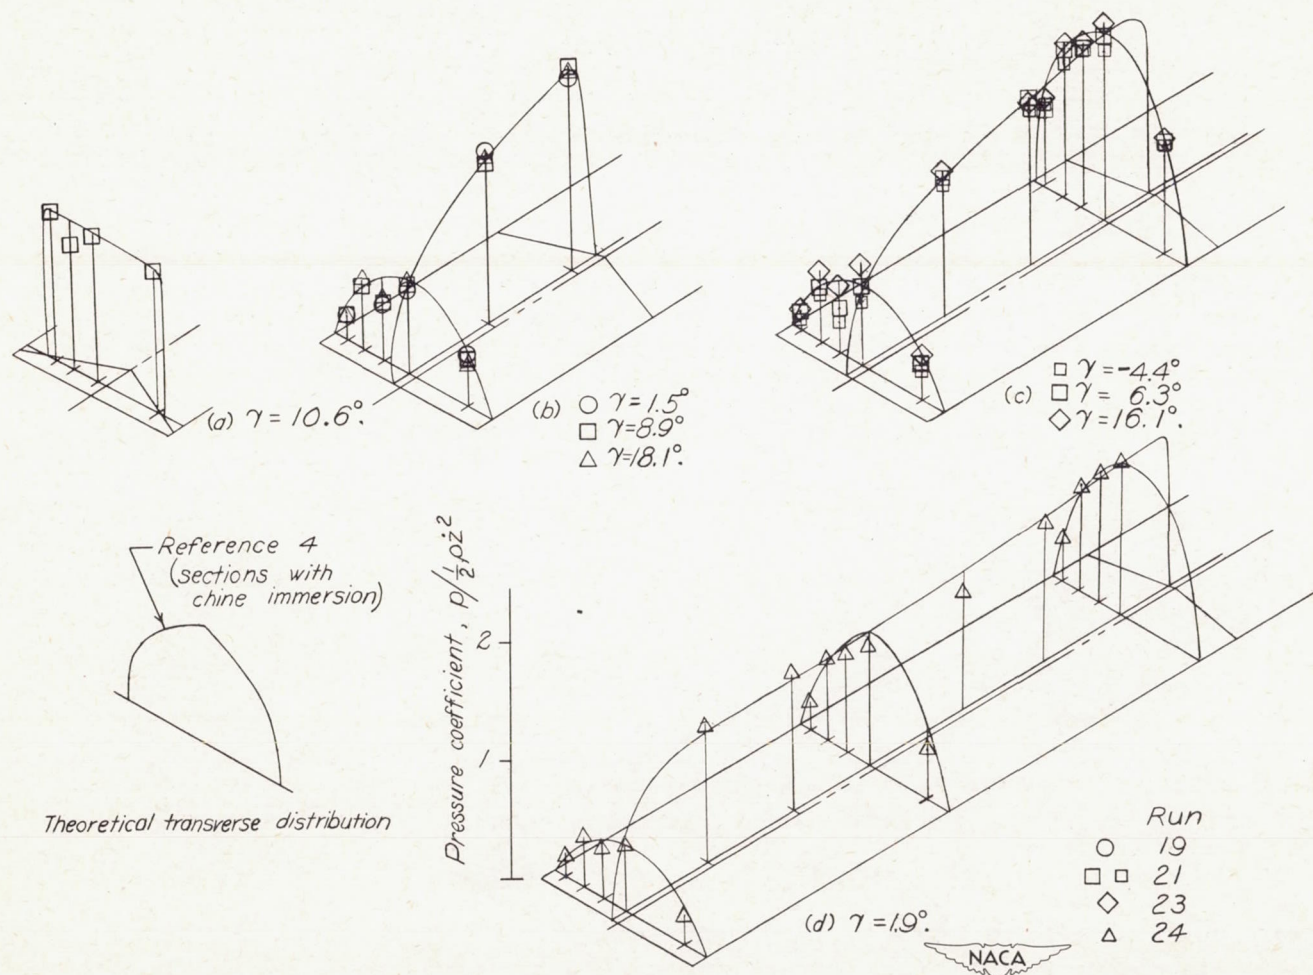 (a) γ = 10.6°.
(b)
○ γ=1.5°
□ γ=8.9°
△ γ=18.1°.
(c)
□ γ=-4.4°
□ γ= 6.3°
◇ γ=16.1°.
Reference 4
(sections with
chine immersion)
Theoretical transverse distribution
Pressure coefficient, p/½ρż²
2
1
(d) γ=1.9°.
Run
○ 19
□ □ 21
◇ 23
△ 24
NACA